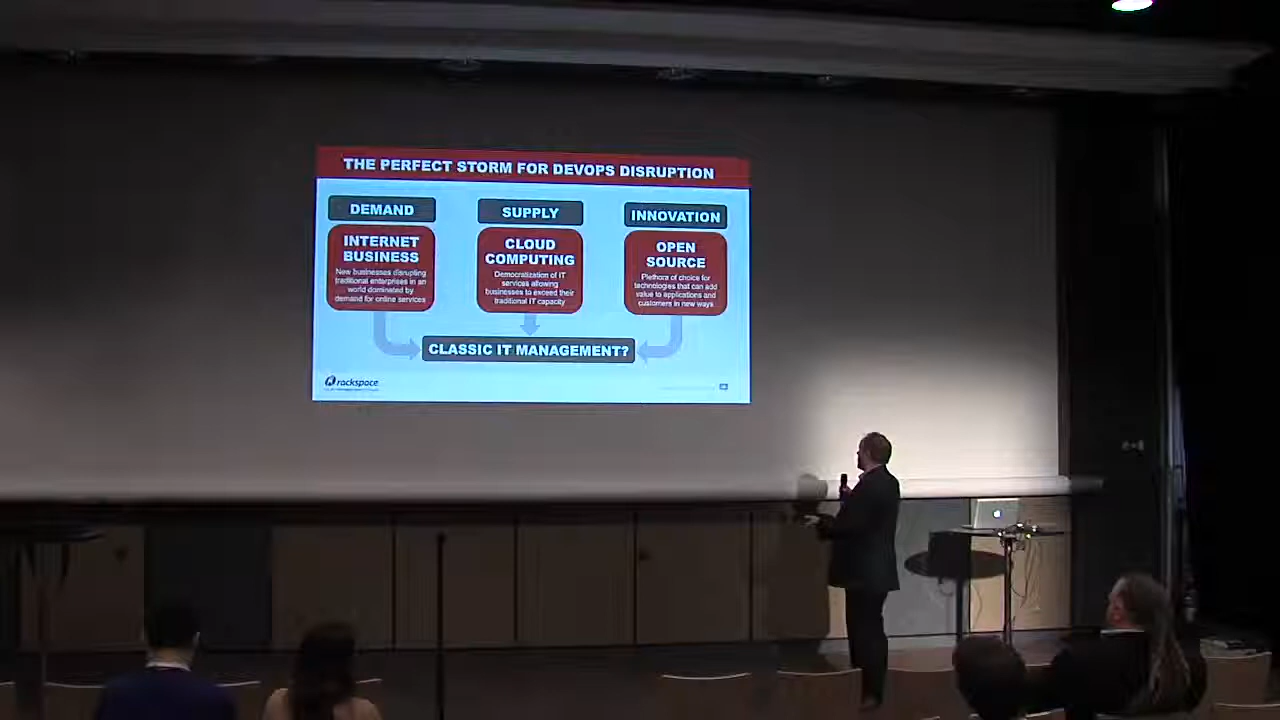 THE PERFECT STORM FOR DEVOPS DISRUPTION
DEMAND
INTERNET
BUSINESS
New businesses disrupting
traditional enterprises in an
world dominated by
demand for online services
SUPPLY
CLOUD
COMPUTING
Democratization of IT
services allowing
businesses to exceed their
traditional IT capacity
INNOVATION
OPEN
SOURCE
Plethora of choice for
technologies that can add
value to applications and
customers in new ways
CLASSIC IT MANAGEMENT?
rackspace